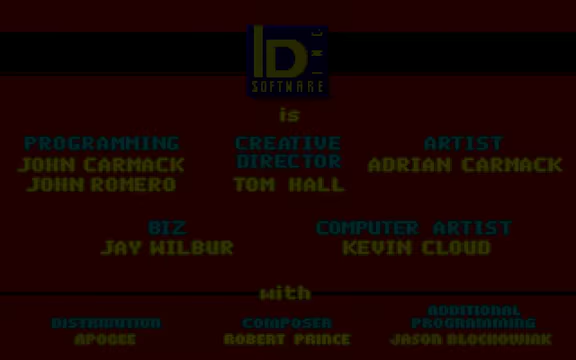 ID INC
SOFTWARE
is
PROGRAMMING
JOHN CARMACK
JOHN ROMERO
CREATIVE
DIRECTOR
TOM HALL
ARTIST
ADRIAN CARMACK
BIZ
JAY WILBUR
COMPUTER ARTIST
KEVIN CLOUD
with
DISTRIBUTION
APOGEE
COMPOSER
ROBERT PRINCE
ADDITIONAL
PROGRAMMING
JASON BLOCHOWIAK